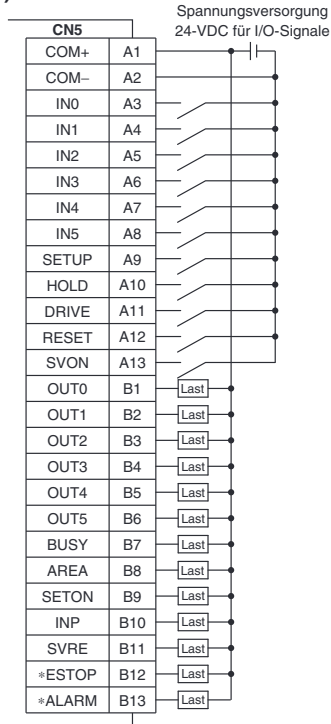 Spannungsversorgung
24-VDC für I/O-Signale
CN5
COM+ A1
COM− A2
IN0 A3
IN1 A4
IN2 A5
IN3 A6
IN4 A7
IN5 A8
SETUP A9
HOLD A10
DRIVE A11
RESET A12
SVON A13
OUT0 B1 Last
OUT1 B2 Last
OUT2 B3 Last
OUT3 B4 Last
OUT4 B5 Last
OUT5 B6 Last
BUSY B7 Last
AREA B8 Last
SETON B9 Last
INP B10 Last
SVRE B11 Last
∗ESTOP B12 Last
∗ALARM B13 Last